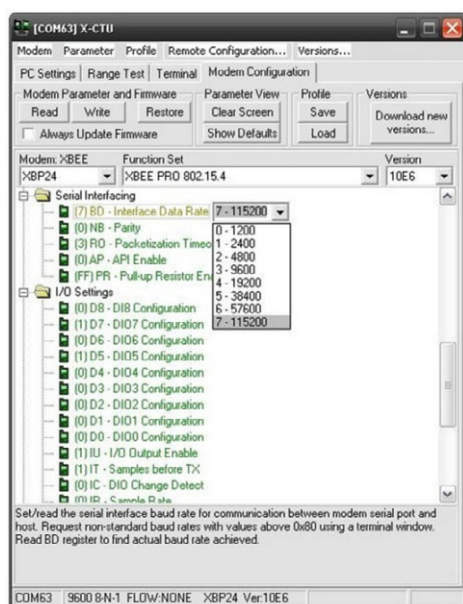 [COM63] X-CTU
Modem Parameter Profile Remote Configuration... Versions...
PC Settings Range Test Terminal Modem Configuration
Modem Parameter and Firmware Parameter View Profile Versions
Read Write Restore Clear Screen Save Download new versions...
Always Update Firmware Show Defaults Load
Modem: XBEE Function Set Version
XBP24 XBEE PRO 802.15.4 10E6
Serial Interfacing
(7) BD - Interface Data Rate 7 - 115200
(0) NB - Parity 0 - 1200
(3) RO - Packetization Timeo 1 - 2400
2 - 4800
(0) AP - API Enable 3 - 9600
(FF) PR - Pull-up Resistor En 4 - 19200
I/O Settings 5 - 38400
(0) D8 - DI8 Configuration 6 - 57600
(1) D7 - DIO7 Configuration 7 - 115200
(0) D6 - DIO6 Configuration
(1) D5 - DIO5 Configuration
(0) D4 - DIO4 Configuration
(0) D3 - DIO3 Configuration
(0) D2 - DIO2 Configuration
(0) D1 - DIO1 Configuration
(0) D0 - DIO0 Configuration
(1) IU - I/O Output Enable
(1) IT - Samples before TX
(0) IC - DIO Change Detect
(0) IR - Sample Rate
Set/read the serial interface baud rate for communication between modem serial port and
host. Request non-standard baud rates with values above 0x80 using a terminal window.
Read BD register to find actual baud rate achieved.
COM63 9600 8-N-1 FLOW:NONE XBP24 Ver:10E6